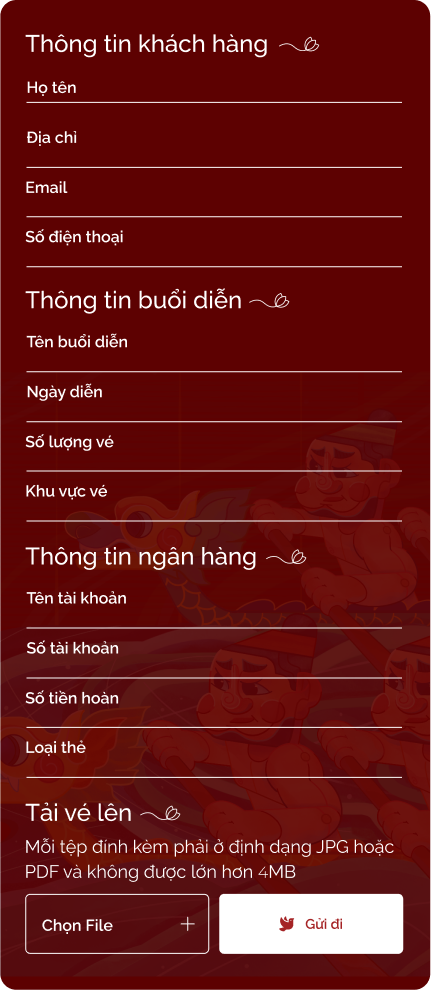 Thông tin khách hàng
Họ tên
Địa chỉ
Email
Số điện thoại
Thông tin buổi diễn
Tên buổi diễn
Ngày diễn
Số lượng vé
Khu vực vé
Thông tin ngân hàng
Tên tài khoản
Số tài khoản
Số tiền hoàn
Loại thẻ
Tải vé lên
Mỗi tệp đính kèm phải ở định dạng JPG hoặc
PDF và không được lớn hơn 4MB
Chọn File
Gửi đi